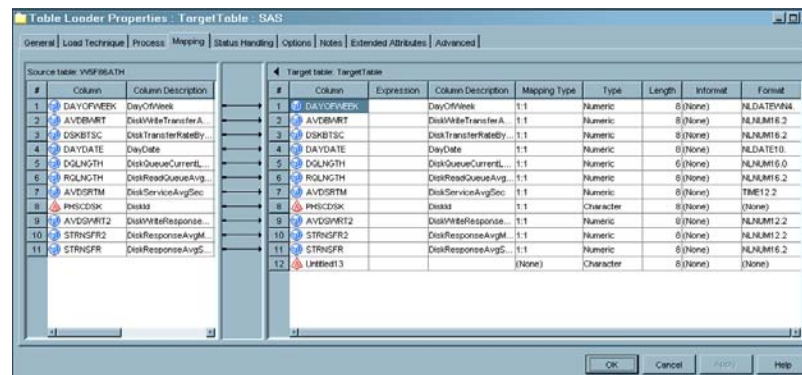 Table Loader Properties : TargetTable : SAS
General | Load Technique | Process | Mapping | Status Handling | Options | Notes | Extended Attributes | Advanced
Source table: W5F86ATH
# Column Column Description
1 DAYOFWEEK DayOfWeek
2 AVDBWRT DiskWriteTransferA...
3 DSKBTSC DiskTransferRateBy...
4 DAYDATE DayDate
5 DQLNGTH DiskQueueCurrentL...
6 RQLNGTH DiskReadQueueAvg...
7 AVDSRTM DiskServiceAvgSec
8 PHSCDSK DiskId
9 AVDSWRT2 DiskWriteResponse...
10 STRNSFR2 DiskResponseAvgM...
11 STRNSFR DiskResponseAvgS...
Target table: TargetTable
# Column Expression Column Description Mapping Type Type Length Informat Format
1 DAYOFWEEK DayOfWeek 1:1 Numeric 8 (None) NLDATEWN4.
2 AVDBWRT DiskWriteTransferA... 1:1 Numeric 8 (None) NLNUM16.2
3 DSKBTSC DiskTransferRateBy... 1:1 Numeric 8 (None) NLNUM16.2
4 DAYDATE DayDate 1:1 Numeric 8 (None) NLDATE10.
5 DQLNGTH DiskQueueCurrentL... 1:1 Numeric 8 (None) NLNUM16.0
6 RQLNGTH DiskReadQueueAvg... 1:1 Numeric 8 (None) NLNUM16.2
7 AVDSRTM DiskServiceAvgSec 1:1 Numeric 8 (None) TIME12.2
8 PHSCDSK DiskId 1:1 Character 8 (None) (None)
9 AVDSWRT2 DiskWriteResponse... 1:1 Numeric 8 (None) NLNUM12.2
10 STRNSFR2 DiskResponseAvgM... 1:1 Numeric 8 (None) NLNUM12.2
11 STRNSFR DiskResponseAvgS... 1:1 Numeric 8 (None) NLNUM16.2
12 Untitled13 (None) Character 8 (None) (None)
OK Cancel Apply Help